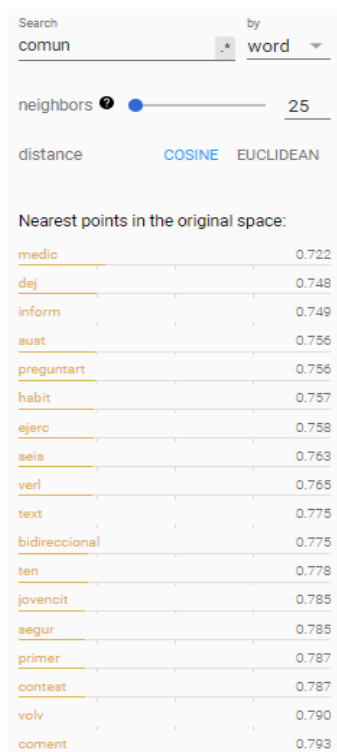 Search by
comun .* word
neighbors ? 25
distance COSINE EUCLIDEAN
Nearest points in the original space:
medic 0.722
dej 0.748
inform 0.749
sust 0.756
preguntart 0.756
habit 0.757
ejerc 0.758
seis 0.763
verl 0.765
text 0.775
bidireccional 0.775
ten 0.778
jovencit 0.785
segur 0.785
primer 0.787
contest 0.787
volv 0.790
coment 0.793